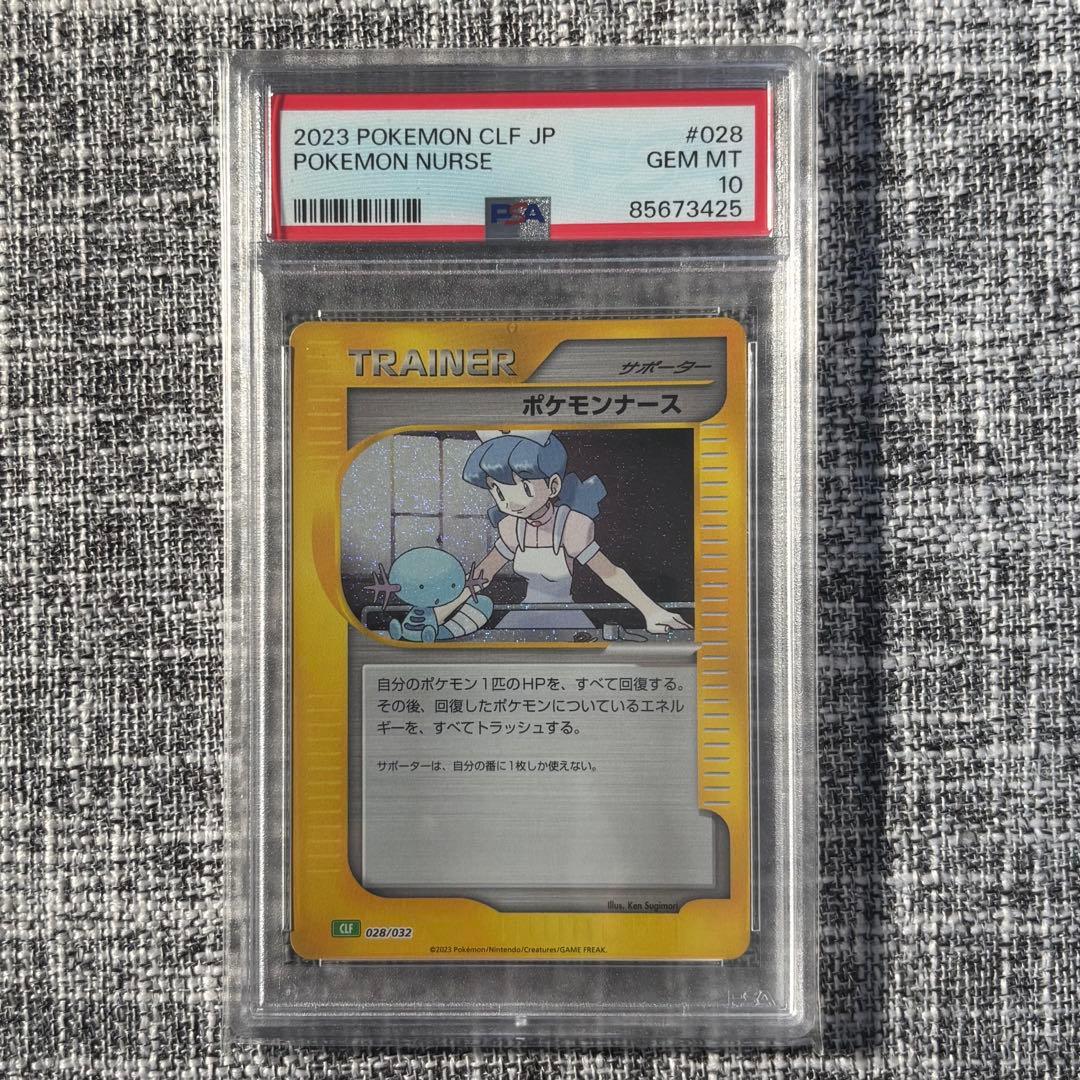 2023 POKEMON CLF JP #028
POKEMON NURSE GEM MT
10
PSA 85673425
TRAINER サポーター
ポケモンナース
自分のポケモン1匹のHPを、すべて回復する。
その後、回復したポケモンについているエネル
ギーを、すべてトラッシュする。
サポーターは、自分の番に1枚しか使えない。
Illus. Ken Sugimori
CLF 028/032
©2023 Pokémon/Nintendo/Creatures/GAME FREAK.
PSA